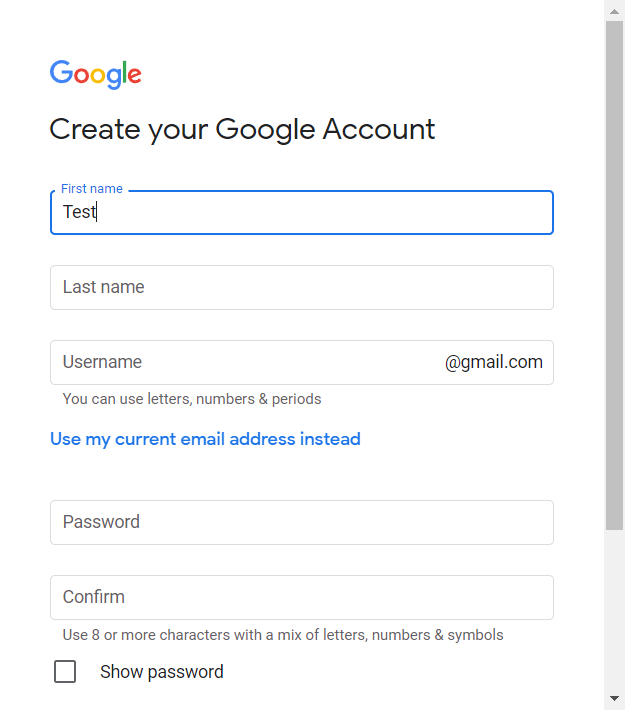 Google
Create your Google Account
First name
Test
Last name
Username @gmail.com
You can use letters, numbers & periods
Use my current email address instead
Password
Confirm
Use 8 or more characters with a mix of letters, numbers & symbols
Show password